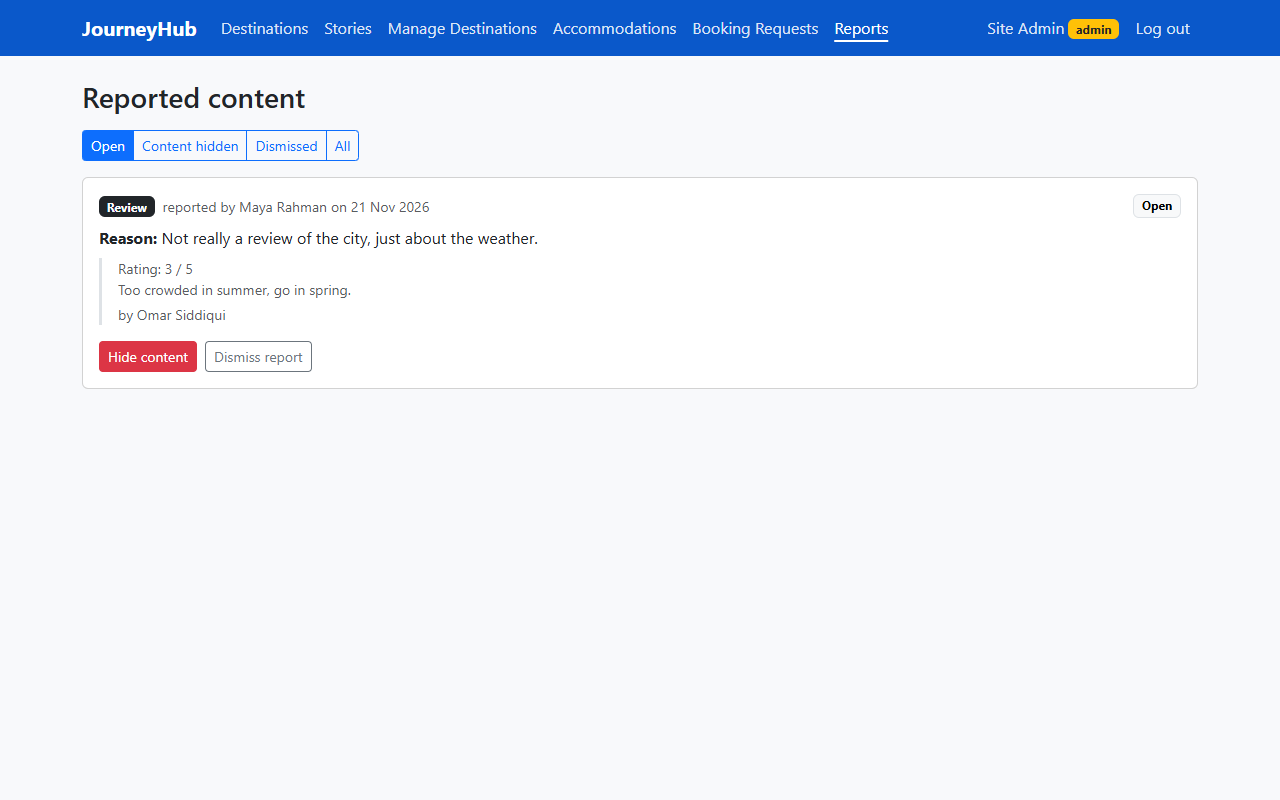 JourneyHub Destinations Stories Manage Destinations Accommodations Booking Requests Reports Site Admin admin Log out
Reported content
Open Content hidden Dismissed All
Review reported by Maya Rahman on 21 Nov 2026 Open
Reason: Not really a review of the city, just about the weather.
Rating: 3 / 5
Too crowded in summer, go in spring.
by Omar Siddiqui
Hide content Dismiss report